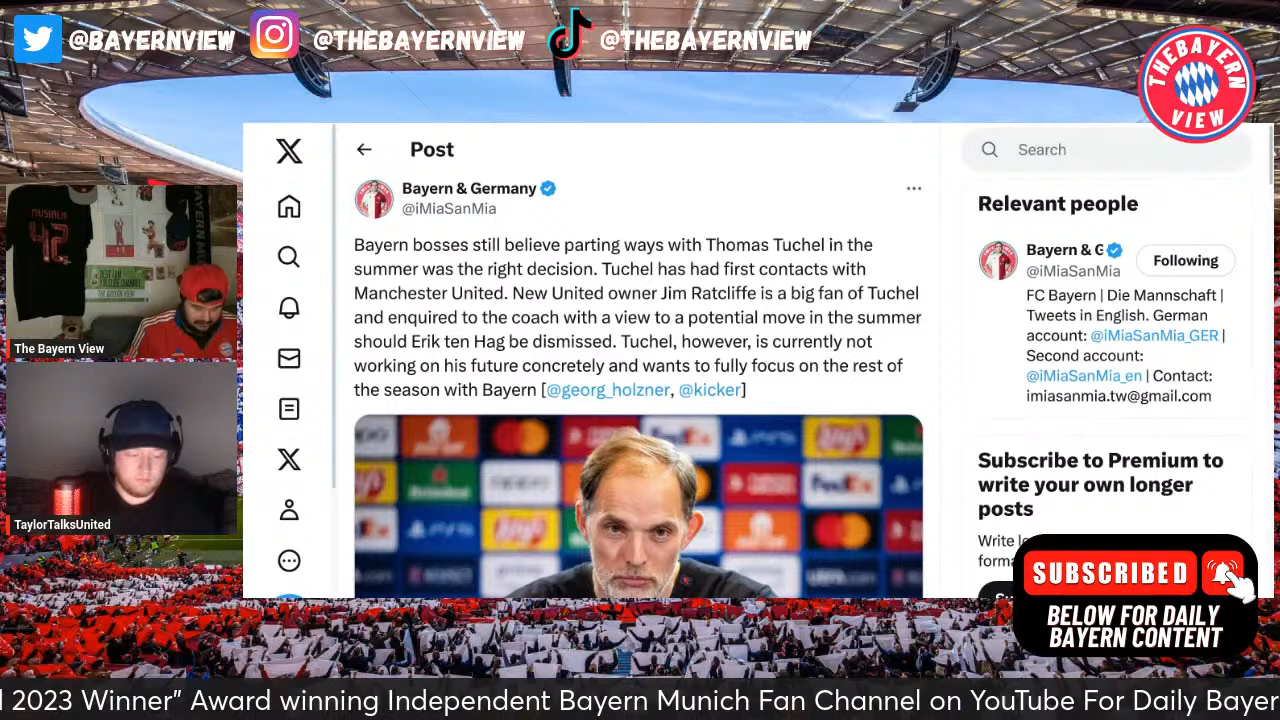 @BAYERNVIEW
@THEBAYERNVIEW
@THEBAYERNVIEW
THE BAYERN
VIEW
Post
Search
Bayern & Germany
@iMiaSanMia
Bayern bosses still believe parting ways with Thomas Tuchel in the
summer was the right decision. Tuchel has had first contacts with
Manchester United. New United owner Jim Ratcliffe is a big fan of Tuchel
and enquired to the coach with a view to a potential move in the summer
should Erik ten Hag be dismissed. Tuchel, however, is currently not
working on his future concretely and wants to fully focus on the rest of
the season with Bayern [@georg_holzner, @kicker]
Relevant people
Bayern & G
@iMiaSanMia
Following
FC Bayern | Die Mannschaft |
Tweets in English. German
account: @iMiaSanMia_GER |
Second account:
@iMiaSanMia_en | Contact:
imiasanmia.tw@gmail.com
Subscribe to Premium to
write your own longer
posts
MUSIALA
42
The Bayern View
TaylorTalksUnited
Lay's
FedEx
Heineken
oppo
SUBSCRIBED
BELOW FOR DAILY
BAYERN CONTENT
2023 Winner" Award winning Independent Bayern Munich Fan Channel on YouTube For Daily Bayer